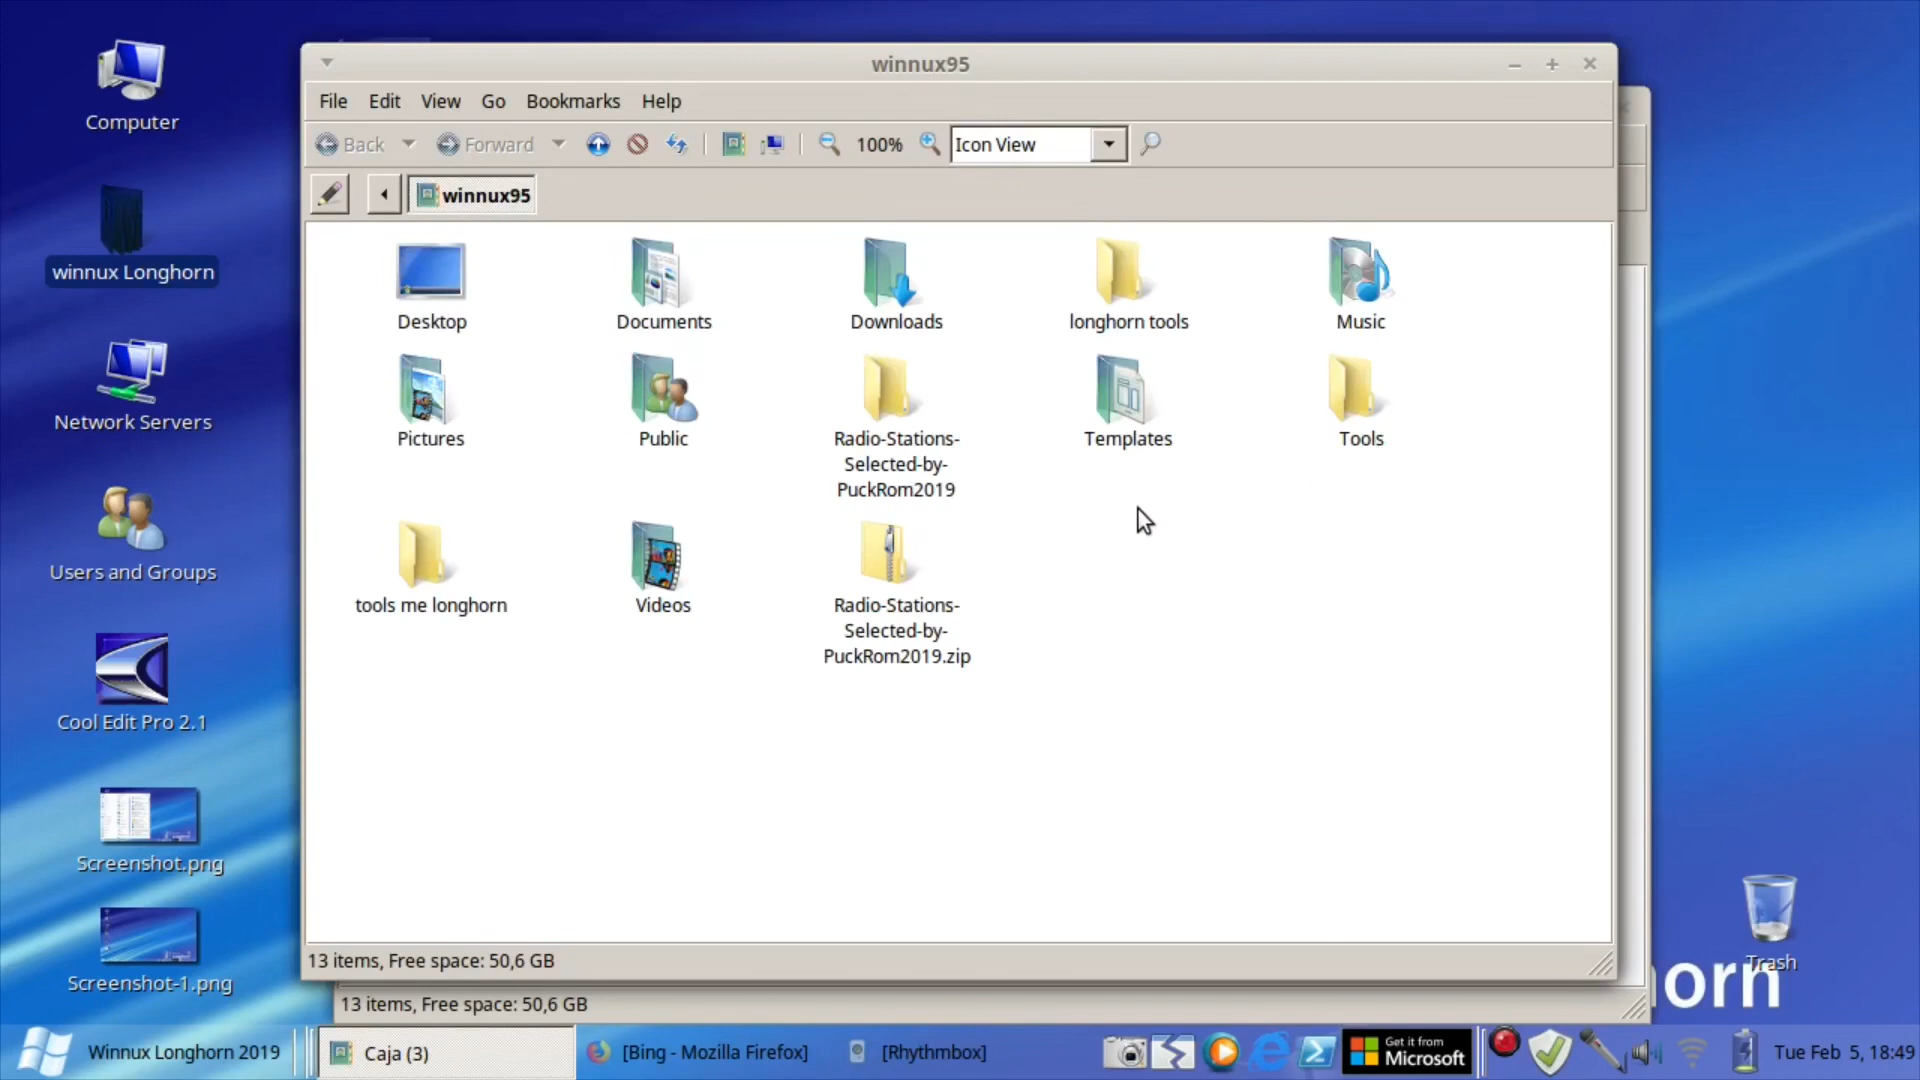 winnux95
File Edit View Go Bookmarks Help
Back Forward 100% Icon View
winnux95
Desktop Documents Downloads longhorn tools Music
Pictures Public Radio-Stations-Selected-by-PuckRom2019 Templates Tools
tools me longhorn Videos Radio-Stations-Selected-by-PuckRom2019.zip
13 items, Free space: 50,6 GB
13 items, Free space: 50,6 GB
Computer
winnux Longhorn
Network Servers
Users and Groups
Cool Edit Pro 2.1
Screenshot.png
Screenshot-1.png
Trash
horn
Winnux Longhorn 2019 Caja (3) [Bing - Mozilla Firefox] [Rhythmbox]
Get it from
Microsoft
Tue Feb 5, 18:49